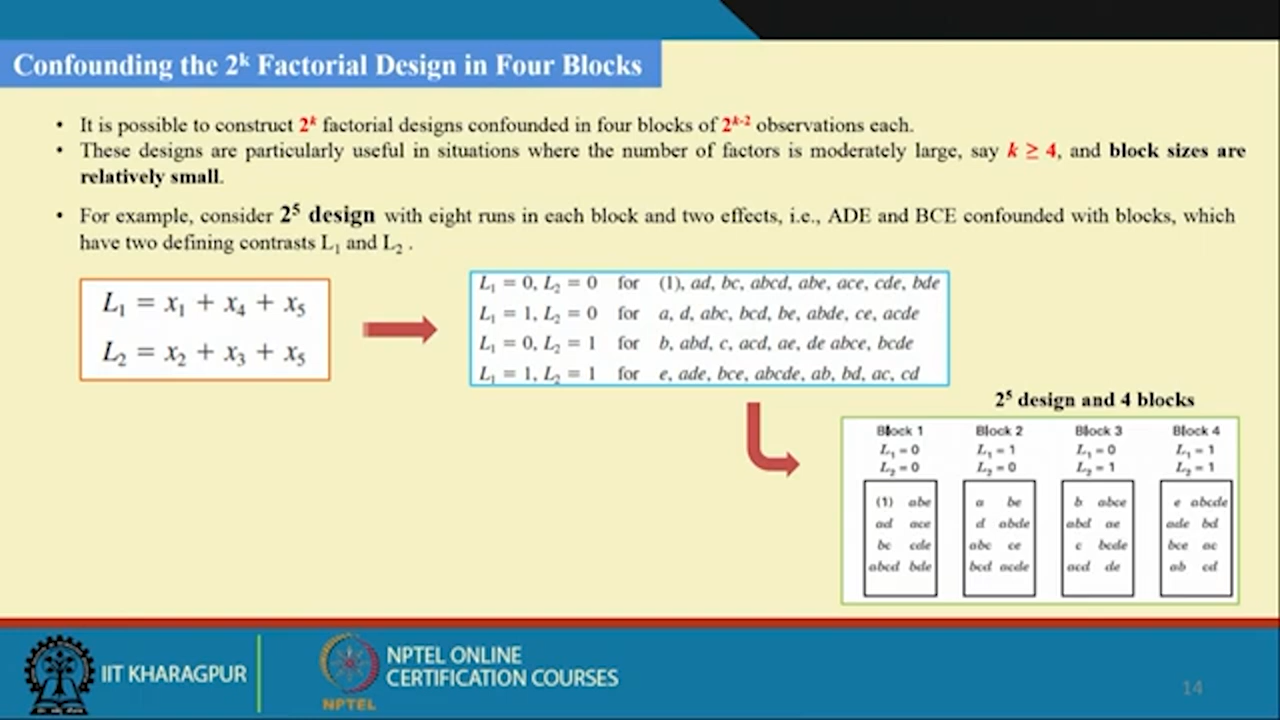 Confounding the 2ᵏ Factorial Design in Four Blocks
• It is possible to construct 2ᵏ factorial designs confounded in four blocks of 2ᵏ⁻² observations each.
• These designs are particularly useful in situations where the number of factors is moderately large, say k ≥ 4, and block sizes are
relatively small.
• For example, consider 2⁵ design with eight runs in each block and two effects, i.e., ADE and BCE confounded with blocks, which
have two defining contrasts L₁ and L₂ .
L₁ = x₁ + x₄ + x₅
L₂ = x₂ + x₃ + x₅
L₁ = 0, L₂ = 0 for (1), ad, bc, abcd, abe, ace, cde, bde
L₁ = 1, L₂ = 0 for a, d, abc, bcd, be, abde, ce, acde
L₁ = 0, L₂ = 1 for b, abd, c, acd, ae, de abce, bcde
L₁ = 1, L₂ = 1 for e, ade, bce, abcde, ab, bd, ac, cd
2⁵ design and 4 blocks
Block 1 Block 2 Block 3 Block 4
L₁ = 0 L₁ = 1 L₁ = 0 L₁ = 1
L₂ = 0 L₂ = 0 L₂ = 1 L₂ = 1
(1) abe a be b abce e abcde
ad ace d abde abd ae ade bd
bc cde abc ce c bcde bce ac
abcd bde bcd acde acd de ab cd
IIT KHARAGPUR
NPTEL ONLINE
CERTIFICATION COURSES
NPTEL
14